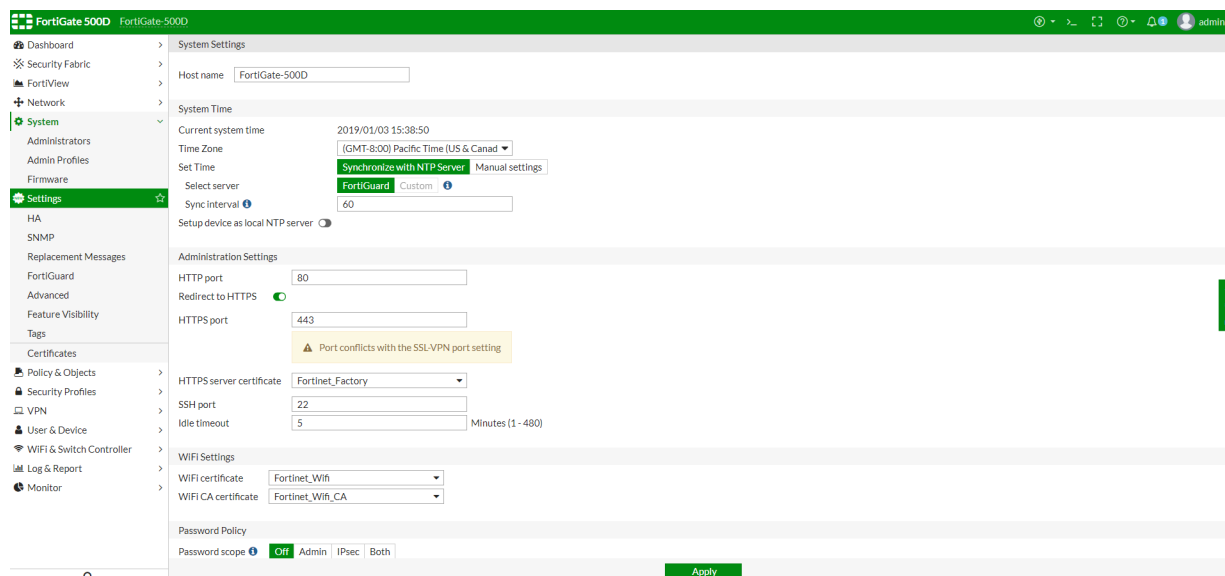 FortiGate 500D FortiGate-500D
>_ 1 admin
Dashboard
Security Fabric
FortiView
Network
System
Administrators
Admin Profiles
Firmware
Settings
HA
SNMP
Replacement Messages
FortiGuard
Advanced
Feature Visibility
Tags
Certificates
Policy & Objects
Security Profiles
VPN
User & Device
WiFi & Switch Controller
Log & Report
Monitor
System Settings
Host name FortiGate-500D
System Time
Current system time 2019/01/03 15:38:50
Time Zone (GMT-8:00) Pacific Time (US & Canad
Set Time Synchronize with NTP Server Manual settings
Select server FortiGuard Custom
Sync interval 60
Setup device as local NTP server
Administration Settings
HTTP port 80
Redirect to HTTPS
HTTPS port 443
Port conflicts with the SSL-VPN port setting
HTTPS server certificate Fortinet_Factory
SSH port 22
Idle timeout 5 Minutes (1 - 480)
WiFi Settings
WiFi certificate Fortinet_Wifi
WiFi CA certificate Fortinet_Wifi_CA
Password Policy
Password scope Off Admin IPsec Both
Apply